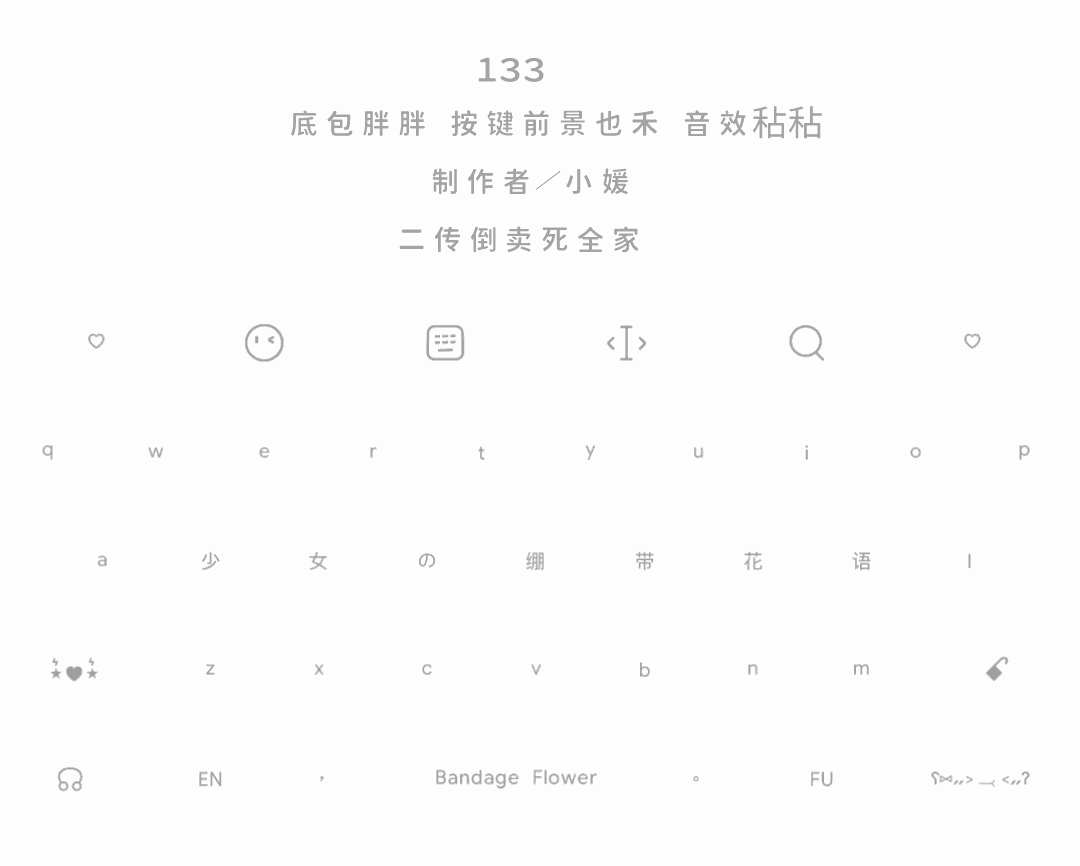 133
底包胖胖 按键前景也禾 音效秥秥
制作者／小媛
二传倒卖死全家
♡ ♡
q w e r t y u i o p
a 少 女 の 绷 带 花 语 l
z x c v b n m
☊ EN ， Bandage Flower 。 FU